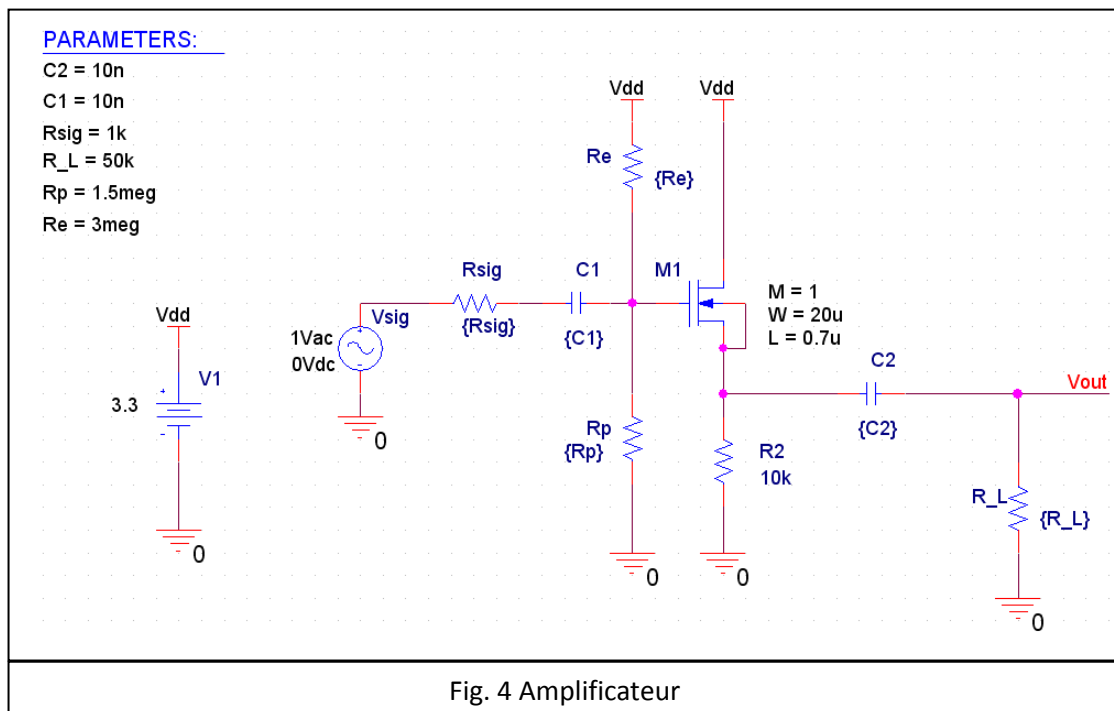 PARAMETERS:
C2 = 10n
C1 = 10n
Rsig = 1k
R_L = 50k
Rp = 1.5meg
Re = 3meg
Vdd
Vdd
Re
{Re}
Rsig
{Rsig}
C1
{C1}
M1
M = 1
W = 20u
L = 0.7u
Vsig
1Vac
0Vdc
+
-
0
Vdd
V1
3.3
+
-
0
Rp
{Rp}
0
R2
10k
0
C2
{C2}
Vout
R_L
{R_L}
0
Fig. 4 Amplificateur